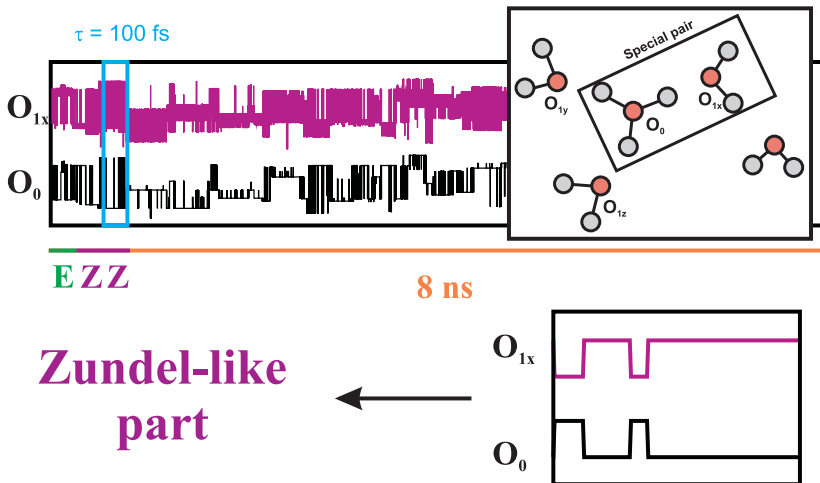 τ = 100 fs
Special pair
O1y
O1x
O0
O1z
O1x
O0
E Z Z
8 ns
Zundel-like
part
O1x
O0